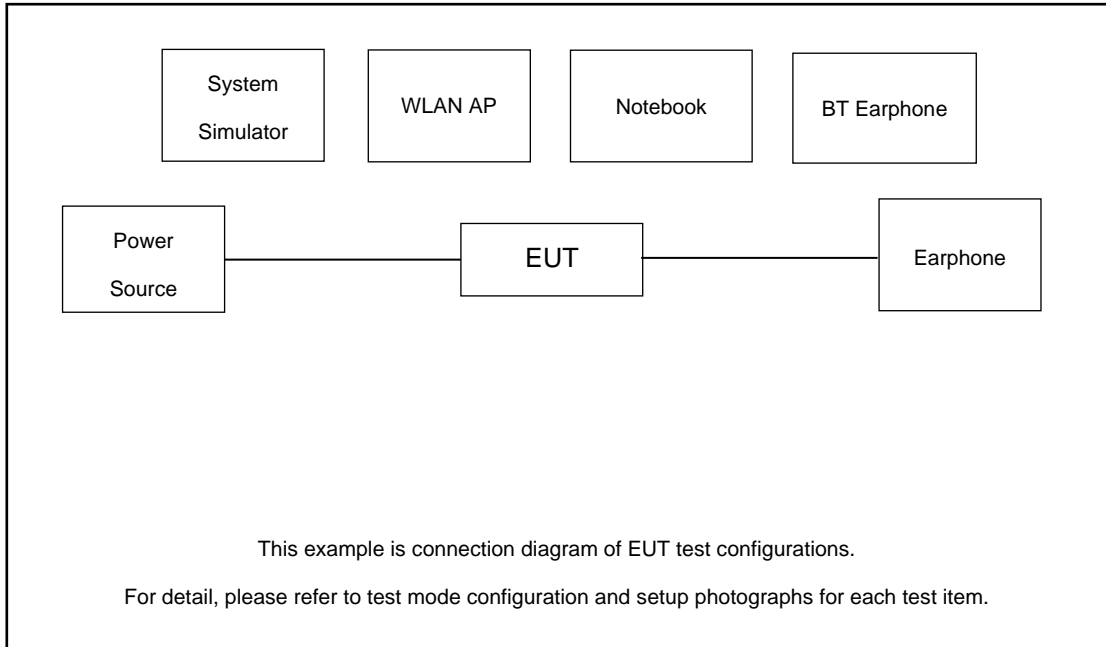 System
Simulator
WLAN AP
Notebook
BT Earphone
Power
Source
EUT
Earphone
This example is connection diagram of EUT test configurations.
For detail, please refer to test mode configuration and setup photographs for each test item.